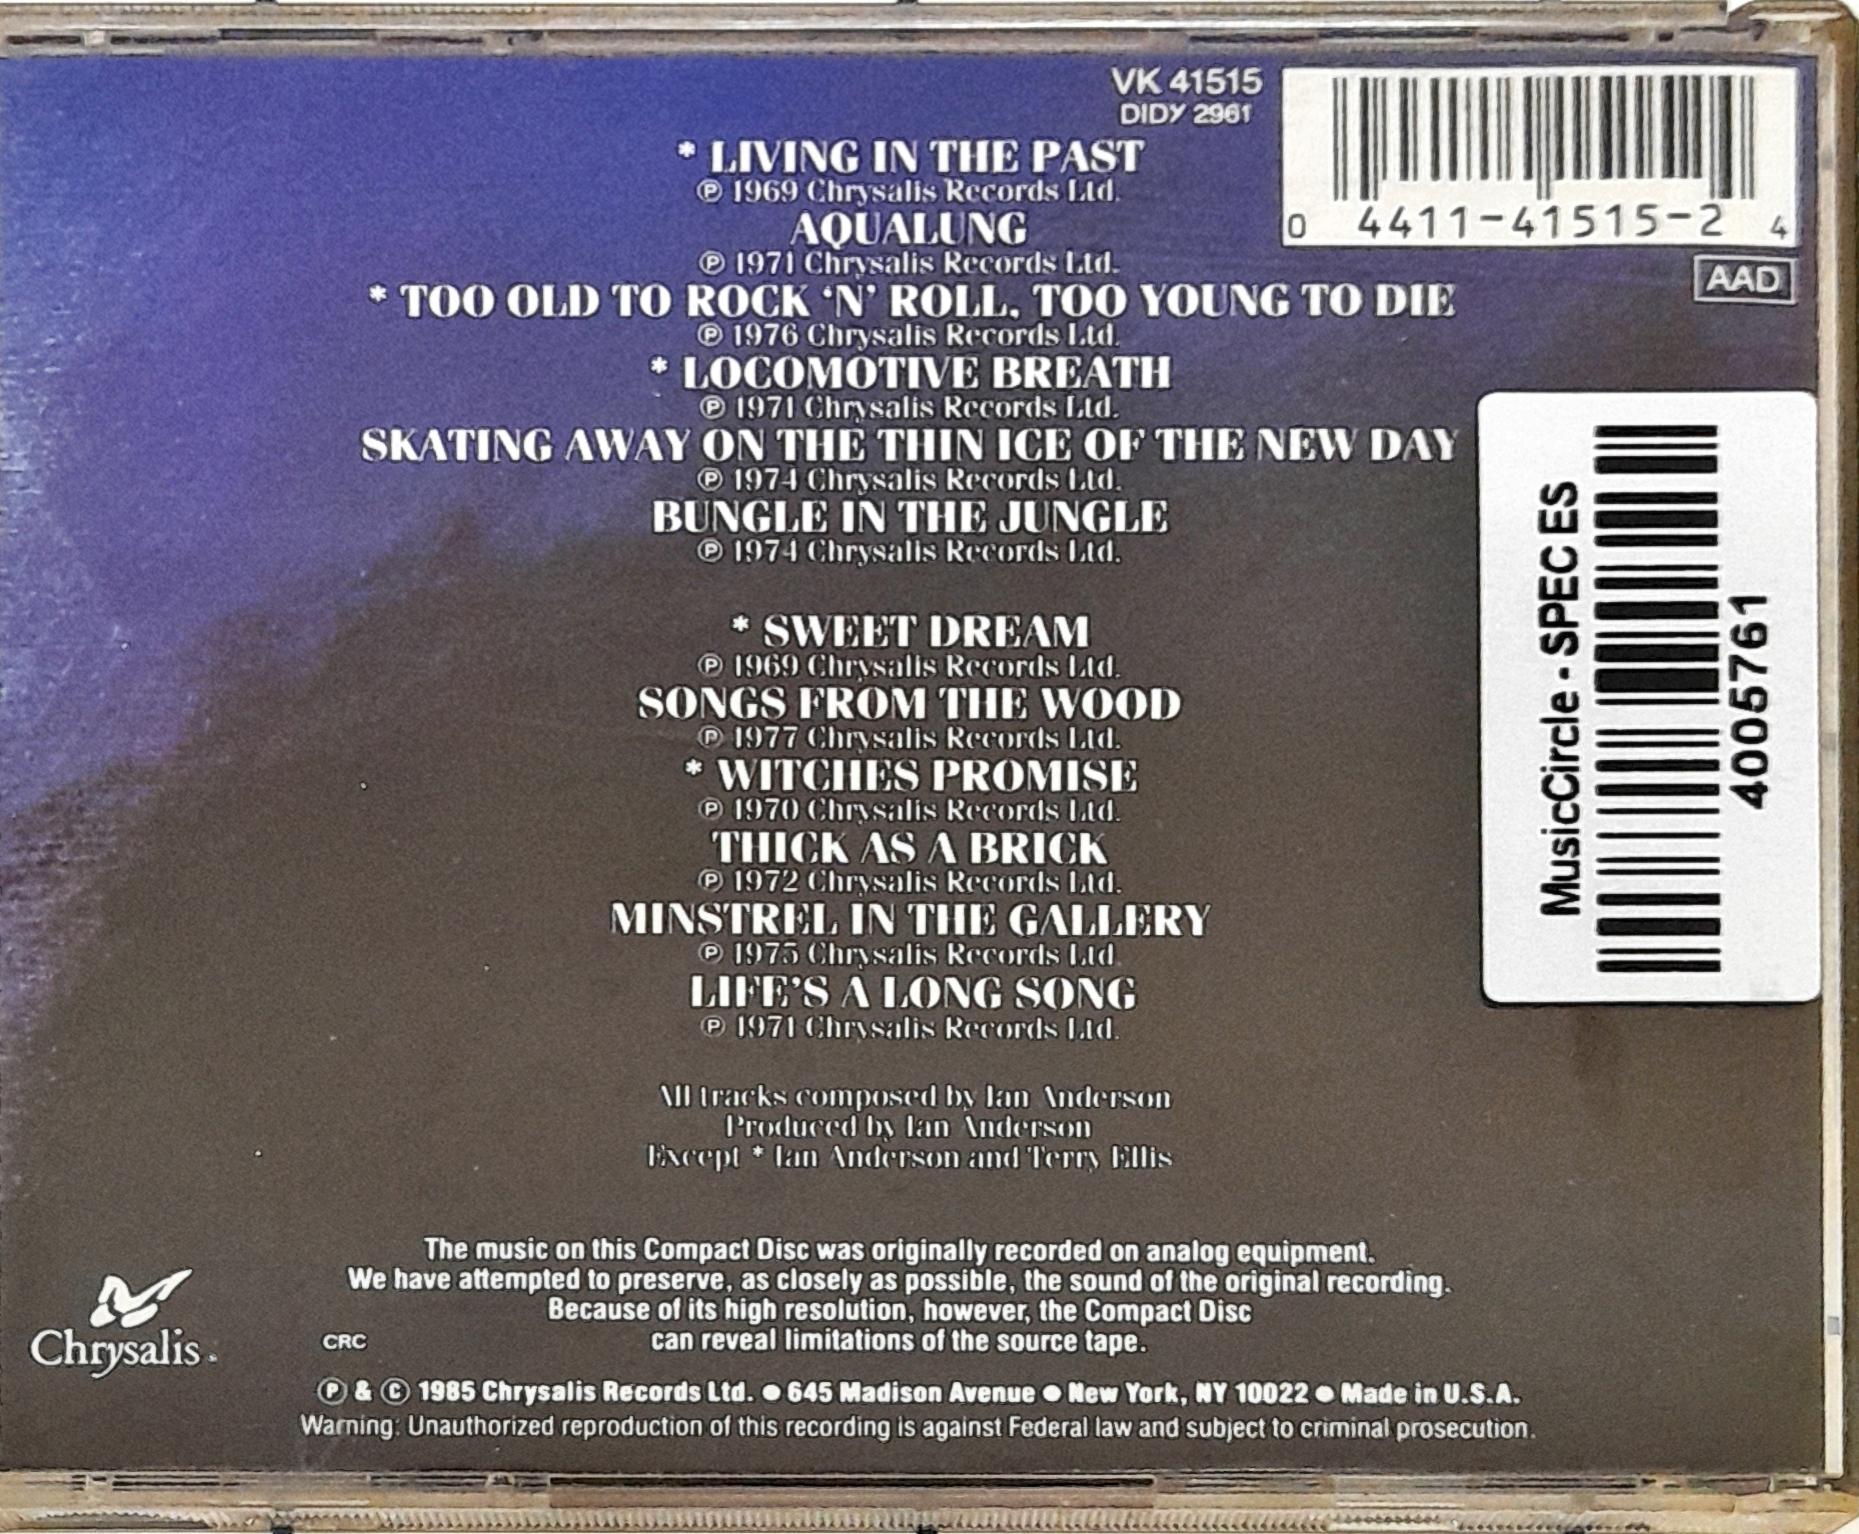 VK 41515
DIDY 2961
0 4411-41515-2 4
AAD
* LIVING IN THE PAST
℗ 1969 Chrysalis Records Ltd.
AQUALUNG
℗ 1971 Chrysalis Records Ltd.
* TOO OLD TO ROCK ‘N’ ROLL, TOO YOUNG TO DIE
℗ 1976 Chrysalis Records Ltd.
* LOCOMOTIVE BREATH
℗ 1971 Chrysalis Records Ltd.
SKATING AWAY ON THE THIN ICE OF THE NEW DAY
℗ 1974 Chrysalis Records Ltd.
BUNGLE IN THE JUNGLE
℗ 1974 Chrysalis Records Ltd.
* SWEET DREAM
℗ 1969 Chrysalis Records Ltd.
SONGS FROM THE WOOD
℗ 1977 Chrysalis Records Ltd.
* WITCHES PROMISE
℗ 1970 Chrysalis Records Ltd.
THICK AS A BRICK
℗ 1972 Chrysalis Records Ltd.
MINSTREL IN THE GALLERY
℗ 1975 Chrysalis Records Ltd.
LIFE’S A LONG SONG
℗ 1971 Chrysalis Records Ltd.
MusicCircle - SPEC ES
4005761
All tracks composed by Ian Anderson
Produced by Ian Anderson
Except * Ian Anderson and Terry Ellis
The music on this Compact Disc was originally recorded on analog equipment.
We have attempted to preserve, as closely as possible, the sound of the original recording.
Because of its high resolution, however, the Compact Disc
can reveal limitations of the source tape.
Chrysalis.
CRC
℗ & © 1985 Chrysalis Records Ltd. ● 645 Madison Avenue ● New York, NY 10022 ● Made in U.S.A.
Warning: Unauthorized reproduction of this recording is against Federal law and subject to criminal prosecution.